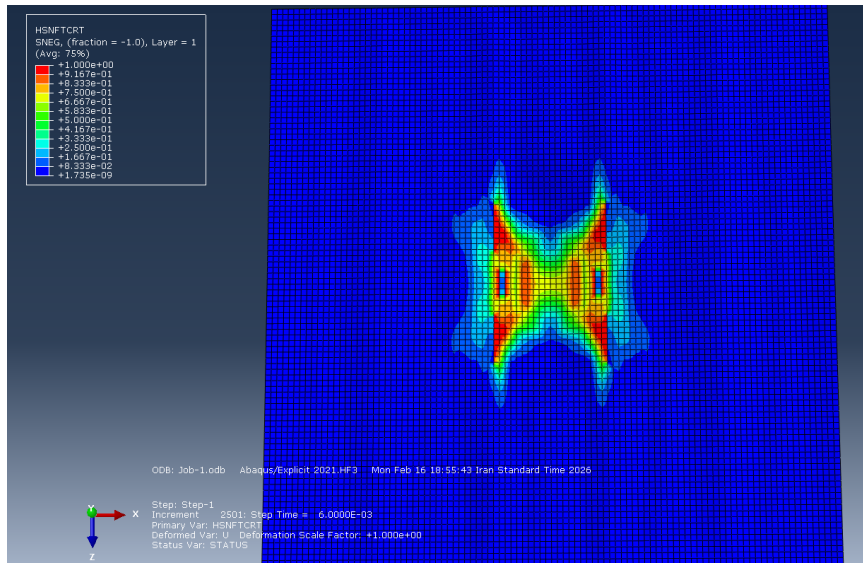 HSNFTCRT
SNEG, (fraction = -1.0), Layer = 1
(Avg: 75%)
+1.000e+00
+9.167e-01
+8.333e-01
+7.500e-01
+6.667e-01
+5.833e-01
+5.000e-01
+4.167e-01
+3.333e-01
+2.500e-01
+1.667e-01
+8.333e-02
+1.735e-09
ODB: Job-1.odb Abaqus/Explicit 2021.HF3 Mon Feb 16 18:55:43 Iran Standard Time 2026
Step: Step-1
Increment 2501: Step Time = 6.0000E-03
Primary Var: HSNFTCRT
Deformed Var: U Deformation Scale Factor: +1.000e+00
Status Var: STATUS
Y
X
Z